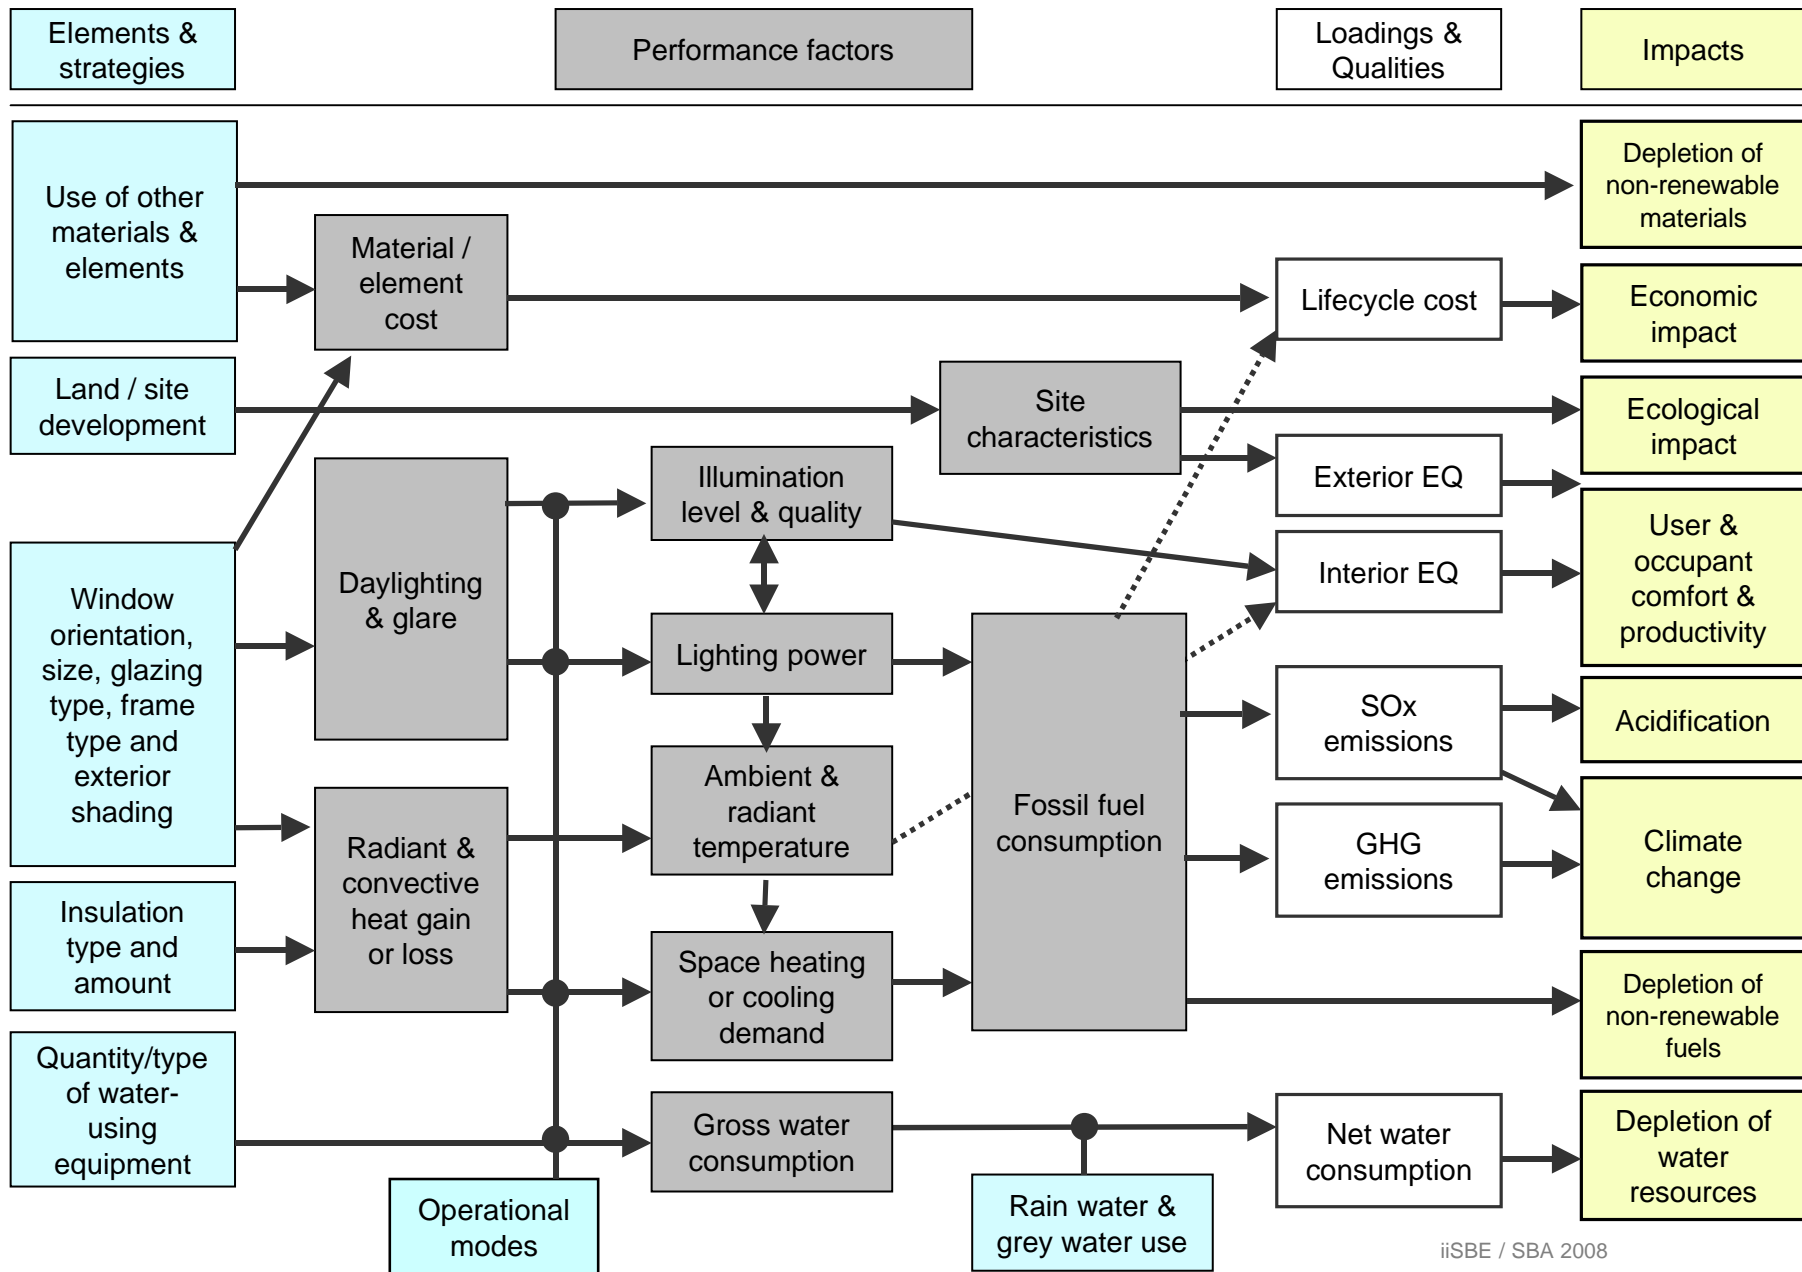 Elements &
strategies
Performance factors
Loadings &
Qualities
Impacts
Use of other
materials &
elements
Depletion of
non-renewable
materials
Material /
element
cost
Lifecycle cost
Economic
impact
Land / site
development
Site
characteristics
Ecological
impact
Exterior EQ
Illumination
level & quality
Daylighting
& glare
Interior EQ
User &
occupant
comfort &
productivity
Window
orientation,
size, glazing
type, frame
type and
exterior
shading
Lighting power
SOx
emissions
Acidification
Ambient &
radiant
temperature
Fossil fuel
consumption
Radiant &
convective
heat gain
or loss
GHG
emissions
Climate
change
Insulation
type and
amount
Space heating
or cooling
demand
Depletion of
non-renewable
fuels
Quantity/type
of water-
using
equipment
Gross water
consumption
Net water
consumption
Depletion of
water
resources
Operational
modes
Rain water &
grey water use
iiSBE / SBA 2008